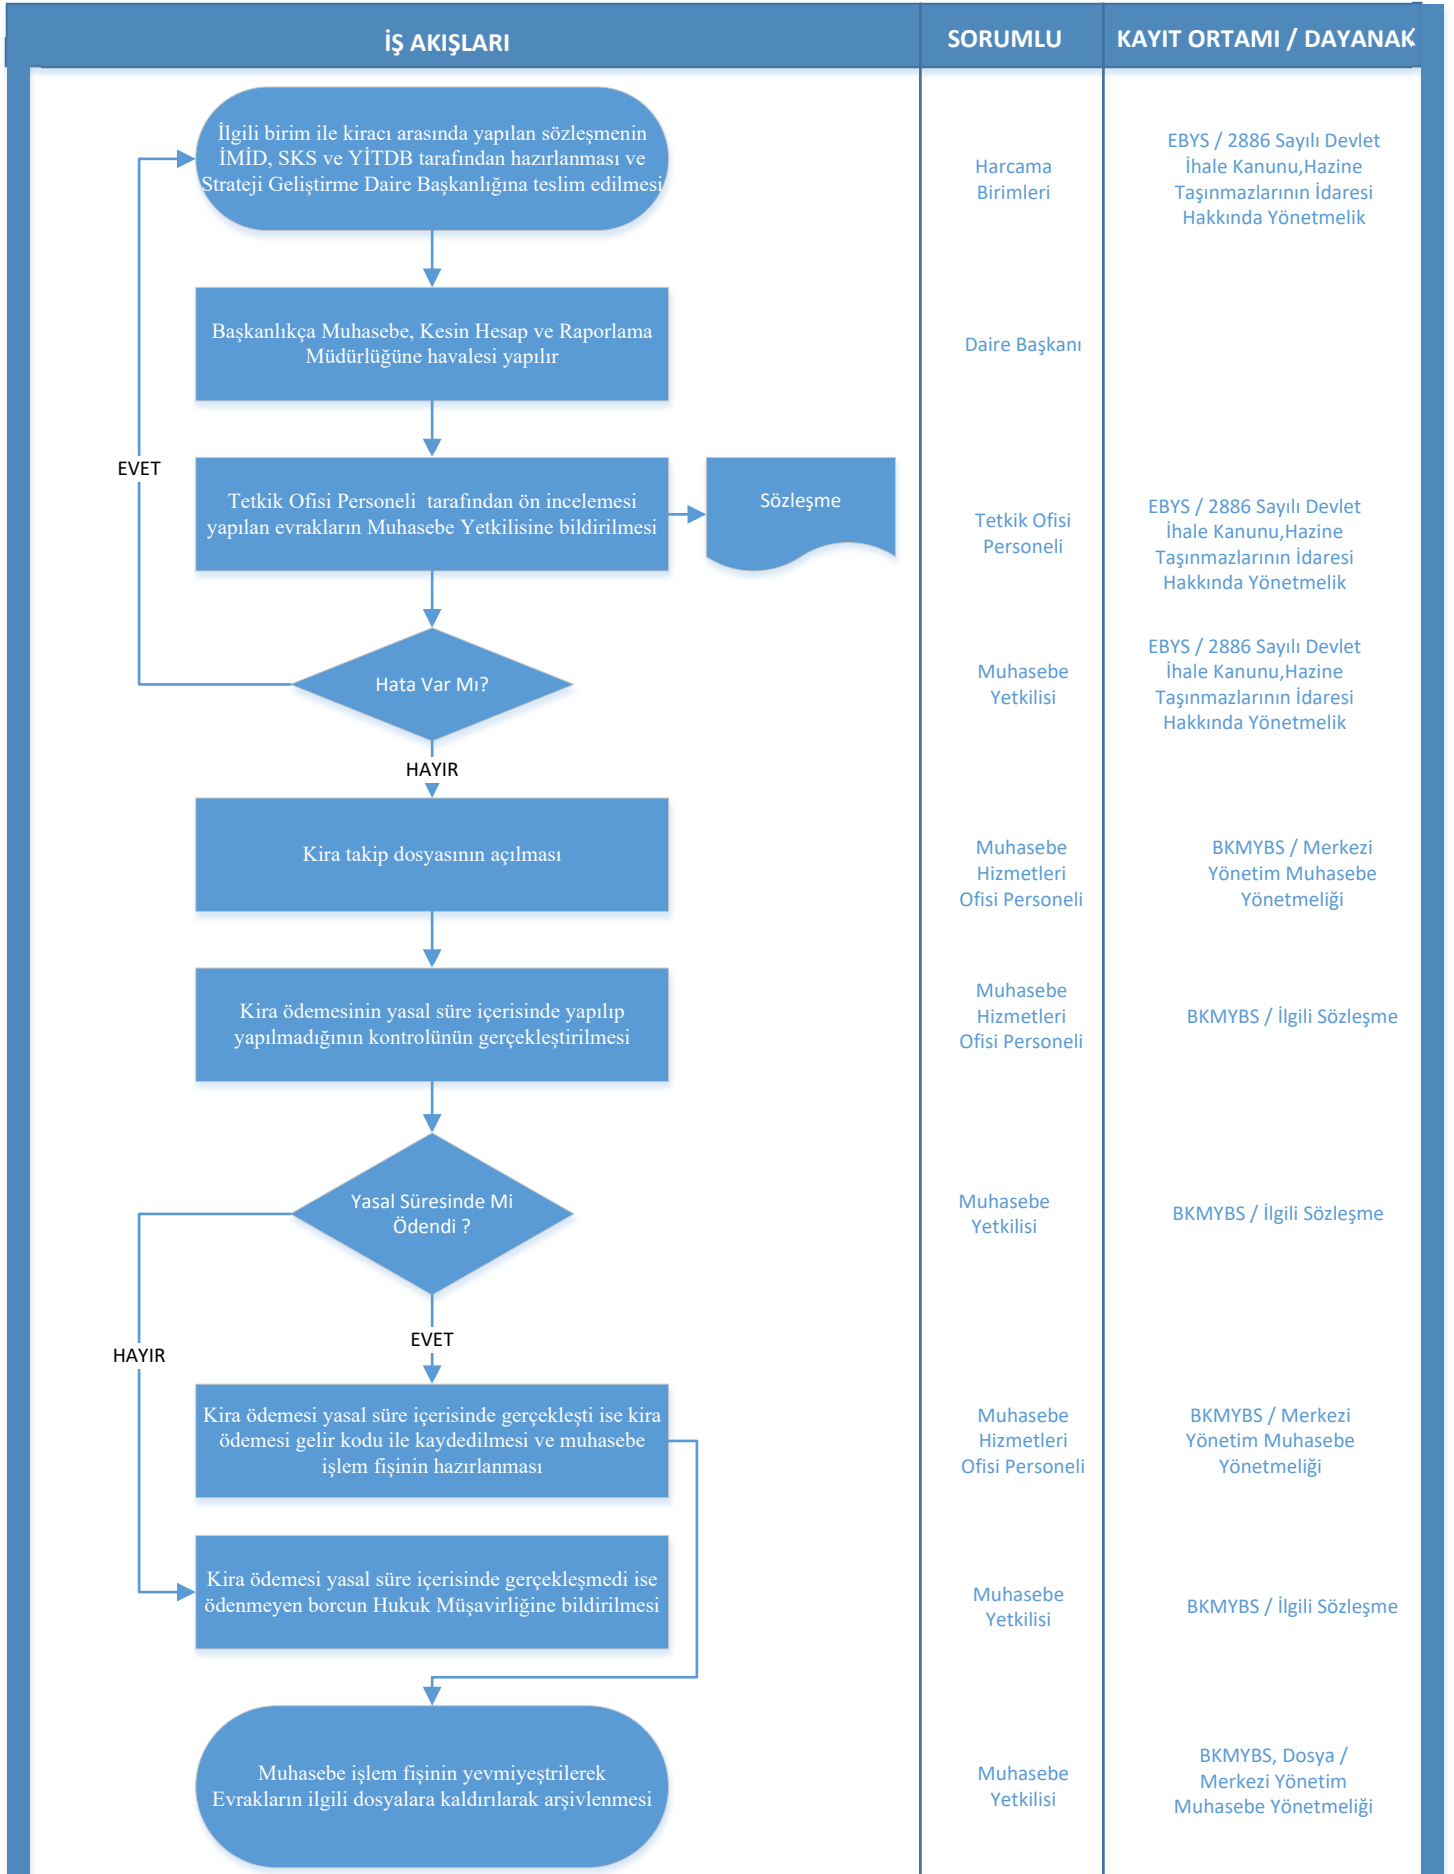 İŞ AKIŞLARI
SORUMLU
KAYIT ORTAMI / DAYANAK
İlgili birim ile kiracı arasında yapılan sözleşmenin
İMİD, SKS ve YİTDB tarafından hazırlanması ve
Strateji Geliştirme Daire Başkanlığına teslim edilmesi
Harcama
Birimleri
EBYS / 2886 Sayılı Devlet
İhale Kanunu,Hazine
Taşınmazlarının İdaresi
Hakkında Yönetmelik
Başkanlıkça Muhasebe, Kesin Hesap ve Raporlama
Müdürlüğüne havalesi yapılır
Daire Başkanı
EVET
Tetkik Ofisi Personeli  tarafından ön incelemesi
yapılan evrakların Muhasebe Yetkilisine bildirilmesi
Sözleşme
Tetkik Ofisi
Personeli
EBYS / 2886 Sayılı Devlet
İhale Kanunu,Hazine
Taşınmazlarının İdaresi
Hakkında Yönetmelik
Hata Var Mı?
Muhasebe
Yetkilisi
EBYS / 2886 Sayılı Devlet
İhale Kanunu,Hazine
Taşınmazlarının İdaresi
Hakkında Yönetmelik
HAYIR
Kira takip dosyasının açılması
Muhasebe
Hizmetleri
Ofisi Personeli
BKMYBS / Merkezi
Yönetim Muhasebe
Yönetmeliği
Kira ödemesinin yasal süre içerisinde yapılıp
yapılmadığının kontrolünün gerçekleştirilmesi
Muhasebe
Hizmetleri
Ofisi Personeli
BKMYBS / İlgili Sözleşme
Yasal Süresinde Mi
Ödendi ?
Muhasebe
Yetkilisi
BKMYBS / İlgili Sözleşme
EVET
HAYIR
Kira ödemesi yasal süre içerisinde gerçekleşti ise kira
ödemesi gelir kodu ile kaydedilmesi ve muhasebe
işlem fişinin hazırlanması
Muhasebe
Hizmetleri
Ofisi Personeli
BKMYBS / Merkezi
Yönetim Muhasebe
Yönetmeliği
Kira ödemesi yasal süre içerisinde gerçekleşmedi ise
ödenmeyen borcun Hukuk Müşavirliğine bildirilmesi
Muhasebe
Yetkilisi
BKMYBS / İlgili Sözleşme
Muhasebe işlem fişinin yevmiyeştrilerek
Evrakların ilgili dosyalara kaldırılarak arşivlenmesi
Muhasebe
Yetkilisi
BKMYBS, Dosya /
Merkezi Yönetim
Muhasebe Yönetmeliği